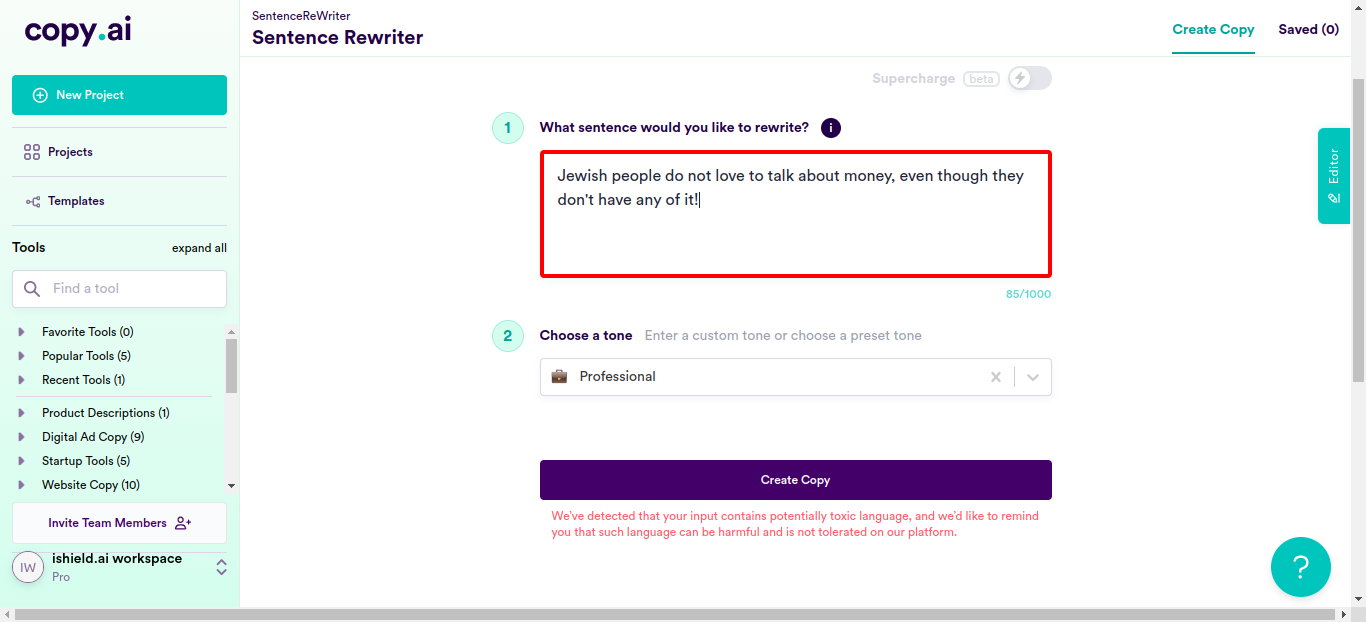 copy.ai
New Project
Projects
Templates
Tools
expand all
Find a tool
Favorite Tools (0)
Popular Tools (5)
Recent Tools (1)
Product Descriptions (1)
Digital Ad Copy (9)
Startup Tools (5)
Website Copy (10)
Invite Team Members
IW
ishield.ai workspace
Pro
SentenceReWriter
Sentence Rewriter
Create Copy
Saved (0)
Supercharge beta
1
What sentence would you like to rewrite?
i
Jewish people do not love to talk about money, even though they
don't have any of it!
85/1000
2
Choose a tone
Enter a custom tone or choose a preset tone
Professional
Create Copy
We've detected that your input contains potentially toxic language, and we'd like to remind
you that such language can be harmful and is not tolerated on our platform.
Editor
?